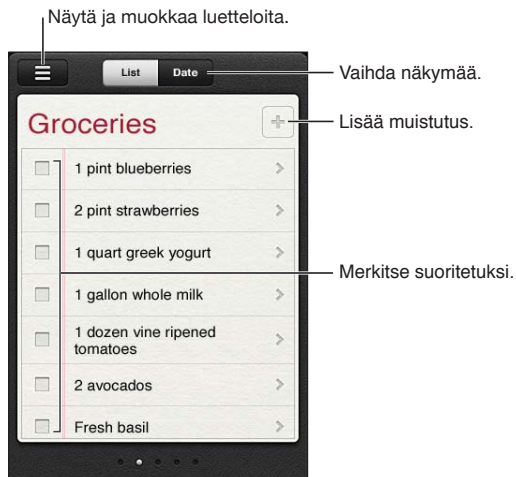 Näytä ja muokkaa luetteloita.
List Date
Vaihda näkymää.
Groceries
Lisää muistutus.
1 pint blueberries
2 pint strawberries
1 quart greek yogurt
Merkitse suoritetuksi.
1 gallon whole milk
1 dozen vine ripened
tomatoes
2 avocados
Fresh basil